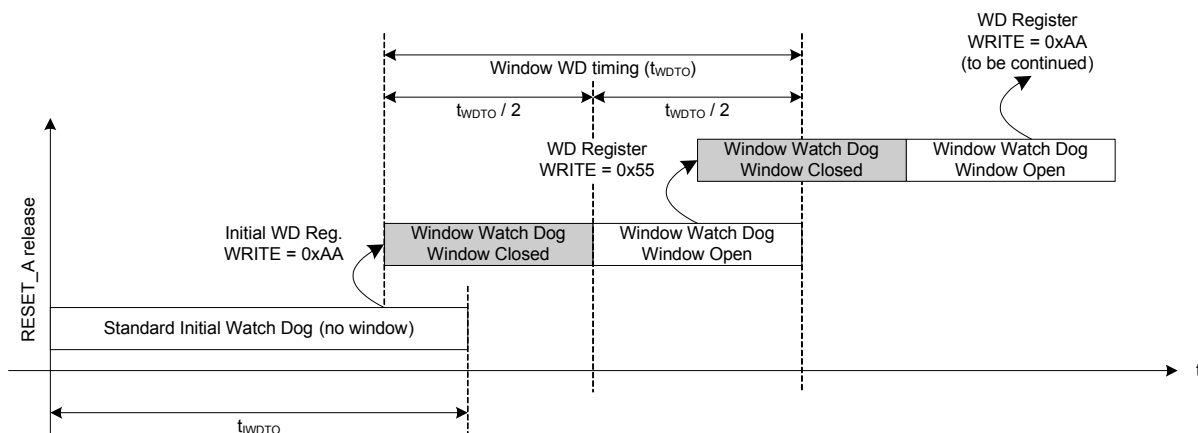 WD Register
WRITE = 0xAA
(to be continued)
Window WD timing (tWDTO)
tWDTO / 2
tWDTO / 2
WD Register
WRITE = 0x55
Window Watch Dog
Window Closed
Window Watch Dog
Window Open
Initial WD Reg.
WRITE = 0xAA
Window Watch Dog
Window Closed
Window Watch Dog
Window Open
RESET_A release
Standard Initial Watch Dog (no window)
t
tIWDTO